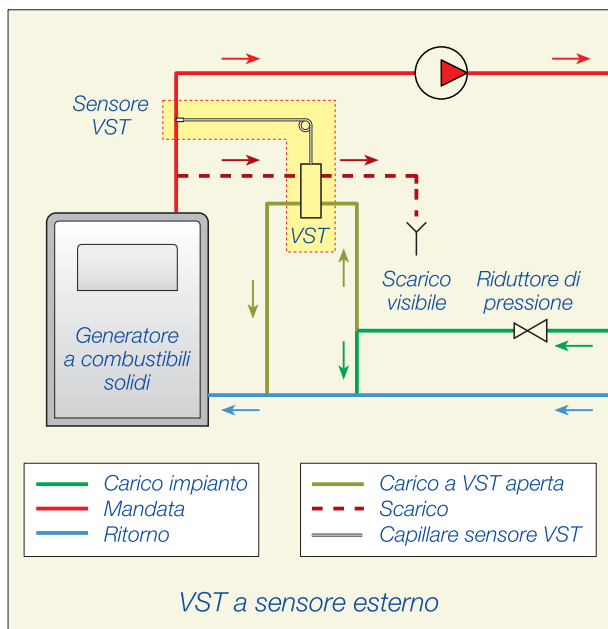 Sensore
VST
VST
Scarico
visibile
Riduttore di
pressione
Generatore
a combustibili
solidi
Carico impianto
Mandata
Ritorno
Carico a VST aperta
Scarico
Capillare sensore VST
VST a sensore esterno